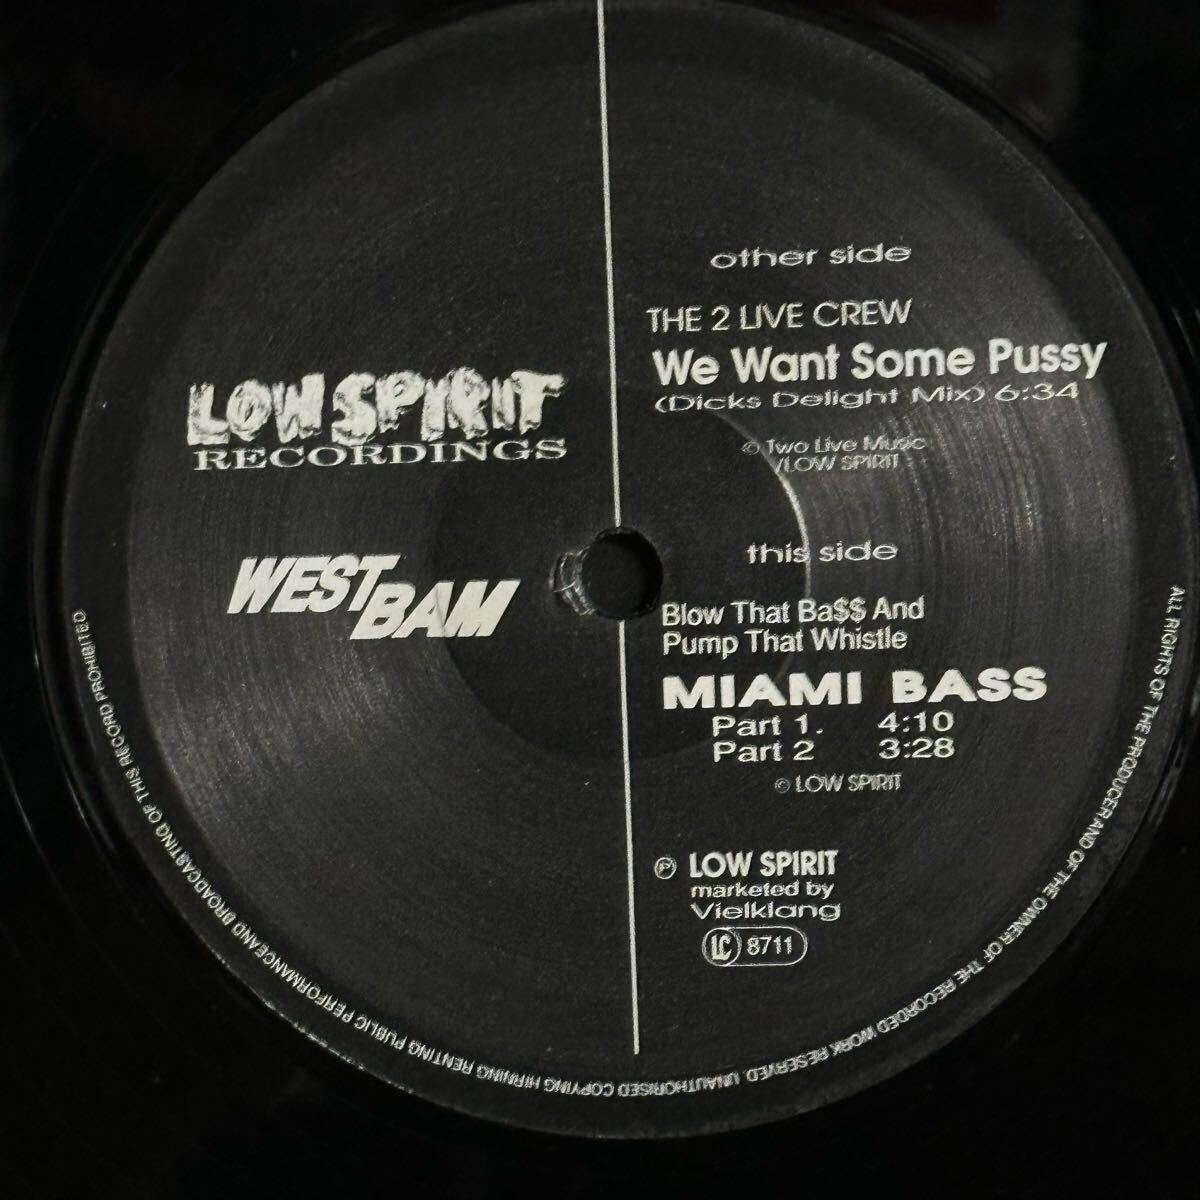 LOW SPIRIT
RECORDINGS
WESTBAM
other side
THE 2 LIVE CREW
We Want Some Pussy
(Dicks Delight Mix) 6:34
© Two Live Music
/LOW SPIRIT
this side
Blow That Ba$$ And
Pump That Whistle
MIAMI BASS
Part 1. 4:10
Part 2 3:28
© LOW SPIRIT
℗ LOW SPIRIT
marketed by
Vielklang
LC 8711
ALL RIGHTS OF THE PRODUCER AND OF THE OWNER OF THE RECORDED WORK RESERVED. UNAUTHORISED COPYING HIRNING RENTING PUBLIC PERFORMANCE AND BROADCASTING OF THIS RECORD PROHIBITED